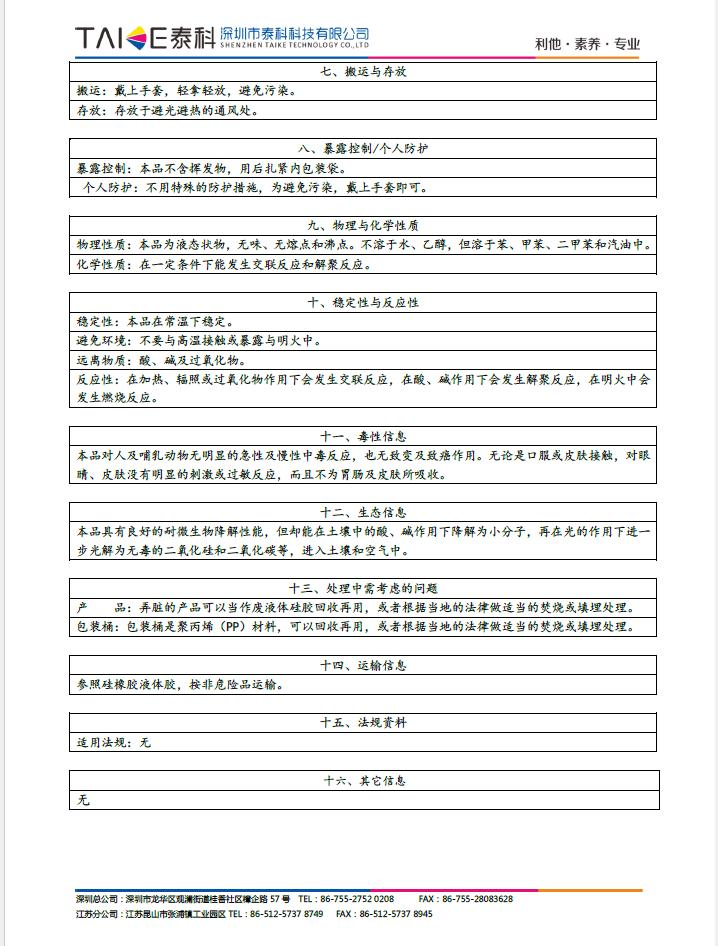 TAIKE泰科 深圳市泰科科技有限公司
SHENZHEN TAIKE TECHNOLOGY CO.,LTD
利他·素养·专业
七、搬运与存放
搬运：戴上手套，轻拿轻放，避免污染。
存放：存放于避光避热的通风处。
八、暴露控制/个人防护
暴露控制：本品不含挥发物，用后扎紧内包装袋。
个人防护：不用特殊的防护措施，为避免污染，戴上手套即可。
九、物理与化学性质
物理性质：本品为液态状物，无味、无熔点和沸点。不溶于水、乙醇，但溶于苯、甲苯、二甲苯和汽油中。
化学性质：在一定条件下能发生交联反应和解聚反应。
十、稳定性与反应性
稳定性：本品在常温下稳定。
避免环境：不要与高温接触或暴露与明火中。
远离物质：酸、碱及过氧化物。
反应性：在加热、辐照或过氧化物作用下会发生交联反应，在酸、碱作用下会发生解聚反应，在明火中会
发生燃烧反应。
十一、毒性信息
本品对人及哺乳动物无明显的急性及慢性中毒反应，也无致变及致癌作用。无论是口服或皮肤接触，对眼
睛、皮肤没有明显的刺激或过敏反应，而且不为胃肠及皮肤所吸收。
十二、生态信息
本品具有良好的耐微生物降解性能，但却能在土壤中的酸、碱作用下降解为小分子，再在光的作用下进一
步光解为无毒的二氧化硅和二氧化碳等，进入土壤和空气中。
十三、处理中需考虑的问题
产　　品：弄脏的产品可以当作废液体硅胶回收再用，或者根据当地的法律做适当的焚烧或填埋处理。
包装桶：包装桶是聚丙烯（PP）材料，可以回收再用，或者根据当地的法律做适当的焚烧或填埋处理。
十四、运输信息
参照硅橡胶液体胶，按非危险品运输。
十五、法规资料
适用法规：无
十六、其它信息
无
深圳总公司：深圳市龙华区观澜街道桂香社区樟企路 57 号 TEL：86-755-2752 0208 FAX：86-755-28083628
江苏分公司：江苏昆山市张浦镇工业园区 TEL：86-512-5737 8749 FAX：86-512-5737 8945